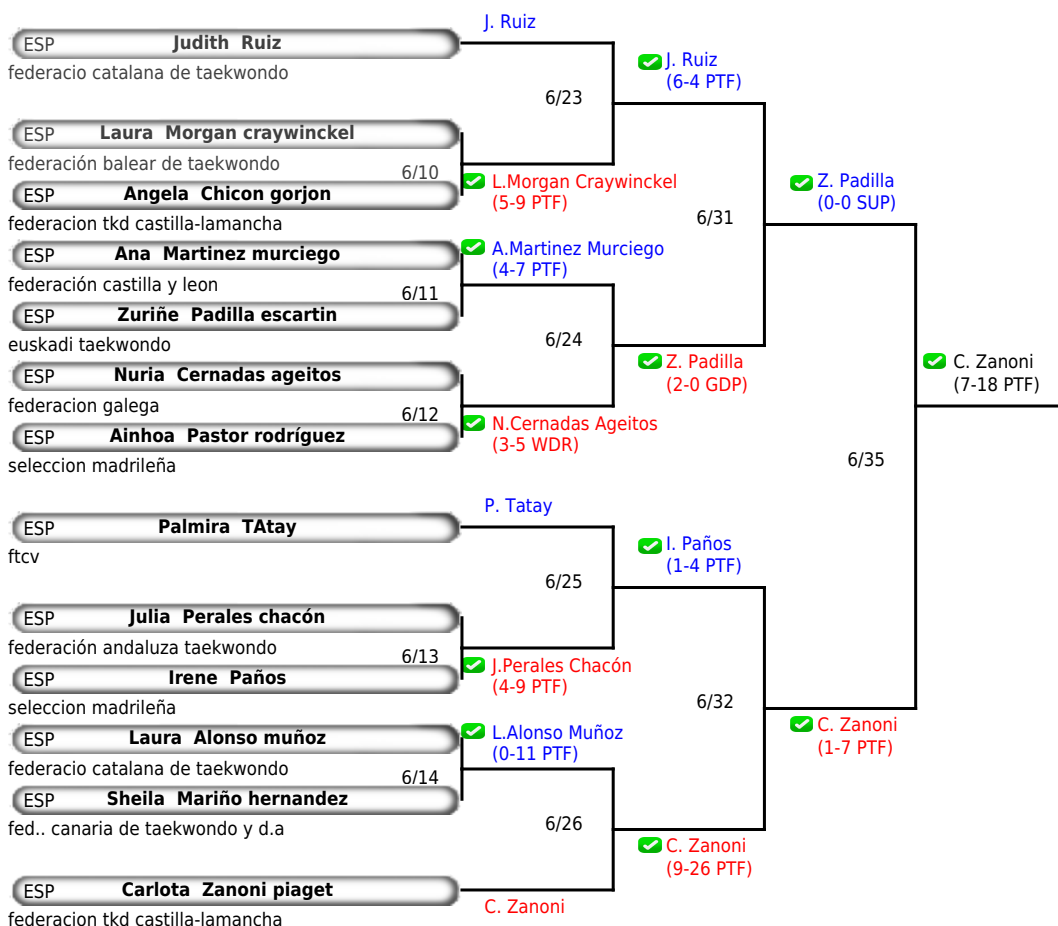 J. Ruiz
ESP Judith Ruiz
federacio catalana de taekwondo
J. Ruiz
(6-4 PTF)
6/23
ESP Laura Morgan craywinckel
federación balear de taekwondo
6/10
L.Morgan Craywinckel
(5-9 PTF)
ESP Angela Chicon gorjon
federacion tkd castilla-lamancha
Z. Padilla
(0-0 SUP)
6/31
ESP Ana Martinez murciego
federación castilla y leon
A.Martinez Murciego
(4-7 PTF)
6/11
ESP Zuriñe Padilla escartin
euskadi taekwondo
6/24
Z. Padilla
(2-0 GDP)
C. Zanoni
(7-18 PTF)
ESP Nuria Cernadas ageitos
federacion galega
6/12
N.Cernadas Ageitos
(3-5 WDR)
ESP Ainhoa Pastor rodríguez
seleccion madrileña
6/35
P. Tatay
ESP Palmira TAtay
ftcv
I. Paños
(1-4 PTF)
6/25
ESP Julia Perales chacón
federación andaluza taekwondo
6/13
J.Perales Chacón
(4-9 PTF)
ESP Irene Paños
seleccion madrileña
6/32
C. Zanoni
(1-7 PTF)
ESP Laura Alonso muñoz
federacio catalana de taekwondo
L.Alonso Muñoz
(0-11 PTF)
6/14
ESP Sheila Mariño hernandez
fed.. canaria de taekwondo y d.a
6/26
C. Zanoni
(9-26 PTF)
ESP Carlota Zanoni piaget
federacion tkd castilla-lamancha
C. Zanoni